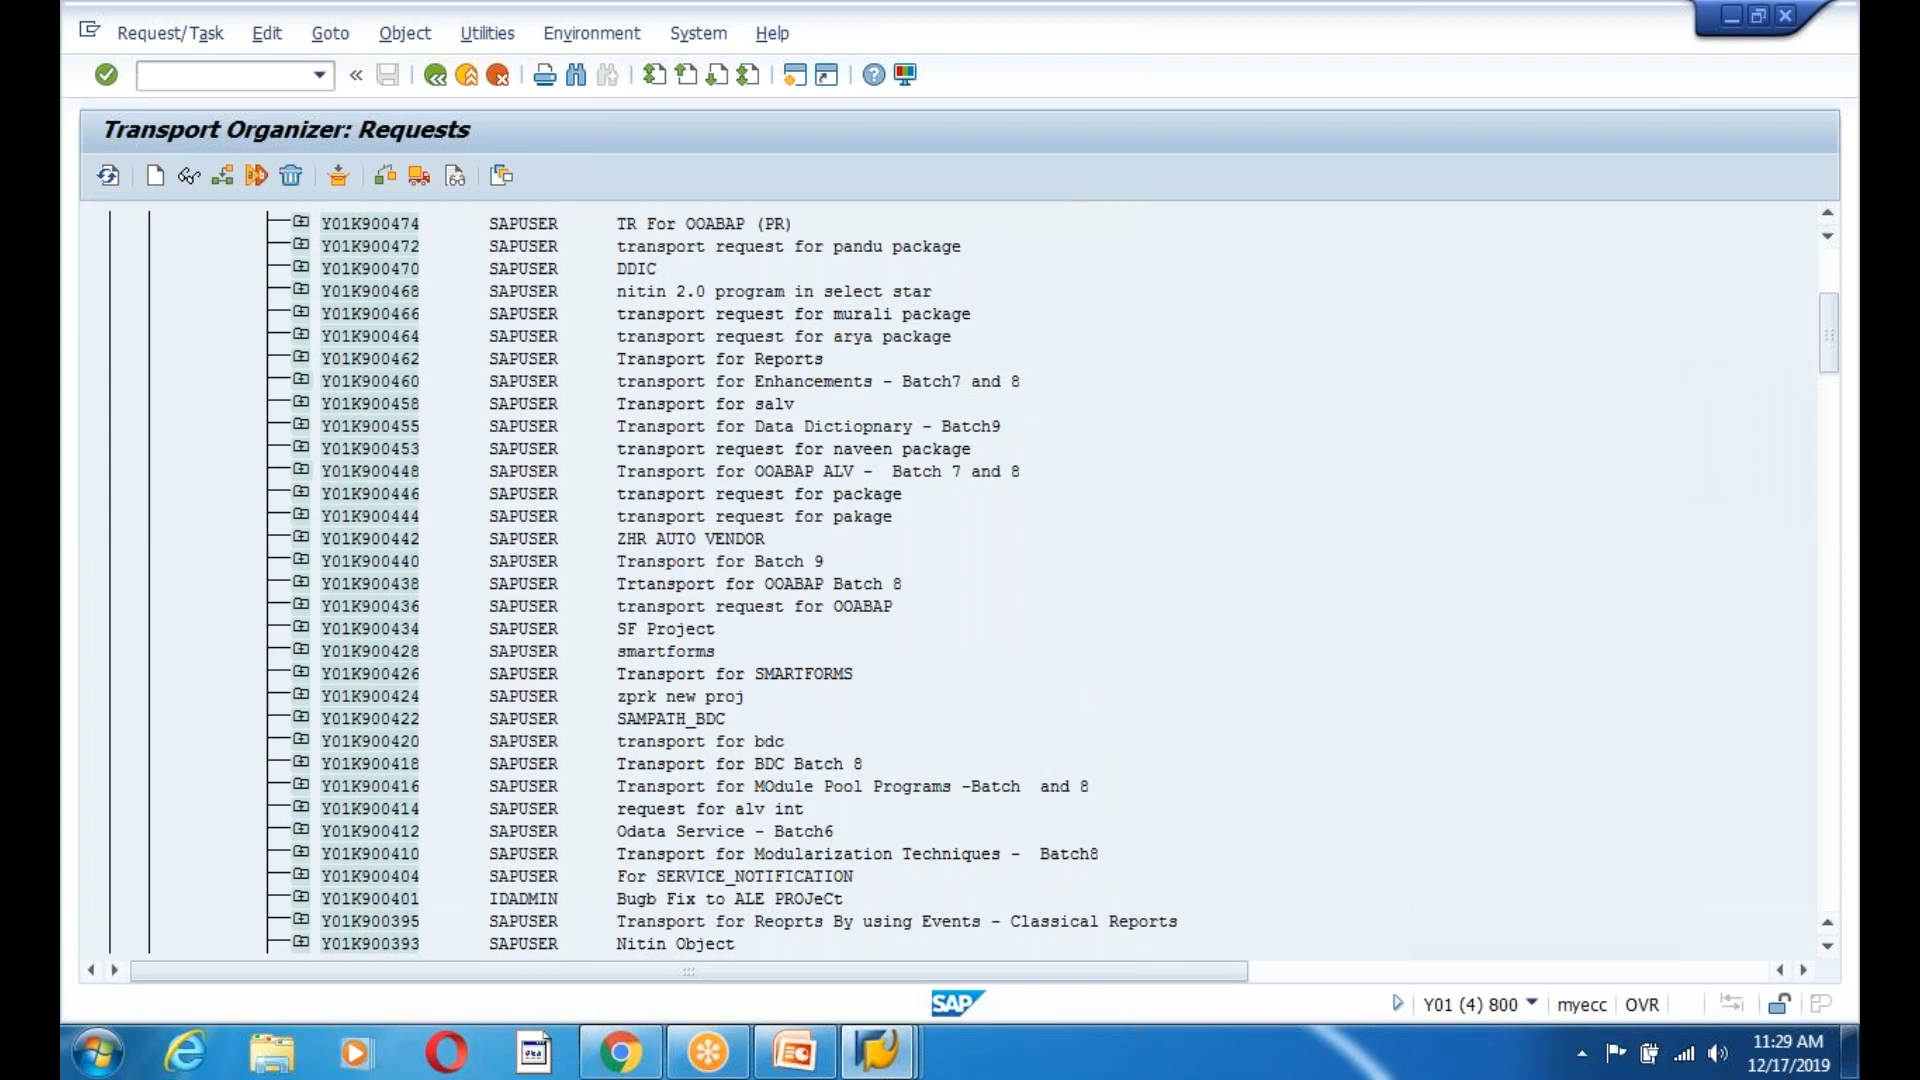 Request/Task Edit Goto Object Utilities Environment System Help
Transport Organizer: Requests
Y01K900474 SAPUSER TR For OOABAP (PR)
Y01K900472 SAPUSER transport request for pandu package
Y01K900470 SAPUSER DDIC
Y01K900468 SAPUSER nitin 2.0 program in select star
Y01K900466 SAPUSER transport request for murali package
Y01K900464 SAPUSER transport request for arya package
Y01K900462 SAPUSER Transport for Reports
Y01K900460 SAPUSER transport for Enhancements - Batch7 and 8
Y01K900458 SAPUSER Transport for salv
Y01K900455 SAPUSER Transport for Data Dictiopnary - Batch9
Y01K900453 SAPUSER transport request for naveen package
Y01K900448 SAPUSER Transport for OOABAP ALV - Batch 7 and 8
Y01K900446 SAPUSER transport request for package
Y01K900444 SAPUSER transport request for pakage
Y01K900442 SAPUSER ZHR AUTO VENDOR
Y01K900440 SAPUSER Transport for Batch 9
Y01K900438 SAPUSER Trtansport for OOABAP Batch 8
Y01K900436 SAPUSER transport request for OOABAP
Y01K900434 SAPUSER SF Project
Y01K900428 SAPUSER smartforms
Y01K900426 SAPUSER Transport for SMARTFORMS
Y01K900424 SAPUSER zprk new proj
Y01K900422 SAPUSER SAMPATH_BDC
Y01K900420 SAPUSER transport for bdc
Y01K900418 SAPUSER Transport for BDC Batch 8
Y01K900416 SAPUSER Transport for MOdule Pool Programs -Batch and 8
Y01K900414 SAPUSER request for alv int
Y01K900412 SAPUSER Odata Service - Batch6
Y01K900410 SAPUSER Transport for Modularization Techniques - Batch8
Y01K900404 SAPUSER For SERVICE_NOTIFICATION
Y01K900401 IDADMIN Bugb Fix to ALE PROJeCt
Y01K900395 SAPUSER Transport for Reoprts By using Events - Classical Reports
Y01K900393 SAPUSER Nitin Object
SAP
Y01 (4) 800 myecc OVR
11:29 AM
12/17/2019